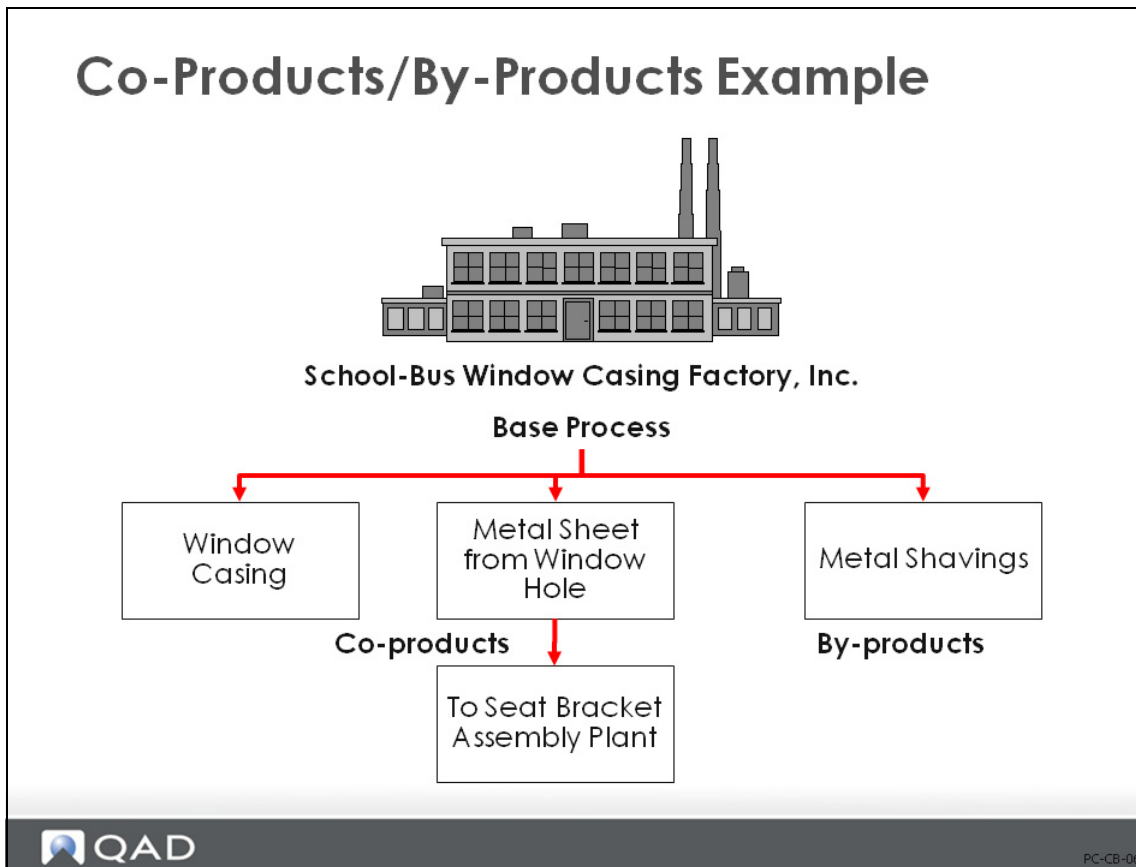 Co-Products/By-Products Example
School-Bus Window Casing Factory, Inc.
Base Process
Window
Casing
Metal Sheet
from Window
Hole
Metal Shavings
Co-products
By-products
To Seat Bracket
Assembly Plant
QAD